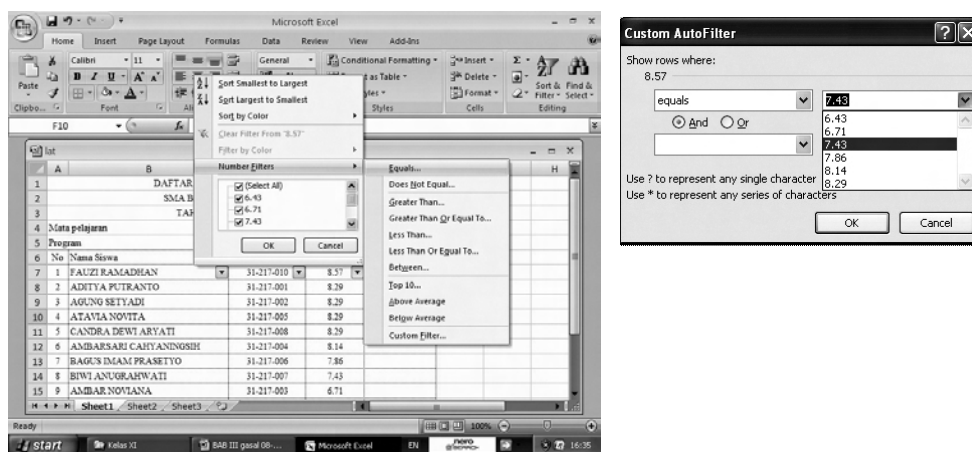 Microsoft Excel
Home Insert Page Layout Formulas Data Review View Add-Ins
Calibri 11 General Conditional Formatting Insert Σ
Paste B I U A A as Table Delete Sort & Find &
Format Filter Select
Clipbo... Font Styles Cells Editing
F10 fx
Sort Smallest to Largest
Sort Largest to Smallest
Sort by Color
Clear Filter From "8.57"
Filter by Color
Number Filters
(Select All)
6.43
6.71
7.43
OK Cancel
Equals...
Does Not Equal...
Greater Than...
Greater Than Or Equal To...
Less Than...
Less Than Or Equal To...
Between...
Top 10...
Above Average
Below Average
Custom Filter...
lat
A B H
1 DAFTAR
2 SMA B
3 TAH
4 Mata pelajaran
5 Program
6 No Nama Siswa
7 1 FAUZI RAMADHAN 31-217-010 8.57
8 2 ADITYA PUTRANTO 31-217-001 8.29
9 3 AGUNG SETYADI 31-217-002 8.29
10 4 ATAVIA NOVITA 31-217-005 8.29
11 5 CANDRA DEWI ARYATI 31-217-008 8.29
12 6 AMBARSARI CAHYANINGSIH 31-217-004 8.14
13 7 BAGUS IMAM PRASETYO 31-217-006 7.86
14 8 BIWI ANUGRAHWATI 31-217-007 7.43
15 9 AMBAR NOVIANA 31-217-003 6.71
Sheet1 Sheet2 Sheet3
Ready 100%
start Kelas XI BAB III gasal 08-... Microsoft Excel EN nero 16:35
Custom AutoFilter
Show rows where:
8.57
equals 7.43
And Or
6.43
6.71
7.43
7.86
8.14
8.29
Use ? to represent any single character
Use * to represent any series of characters
OK Cancel